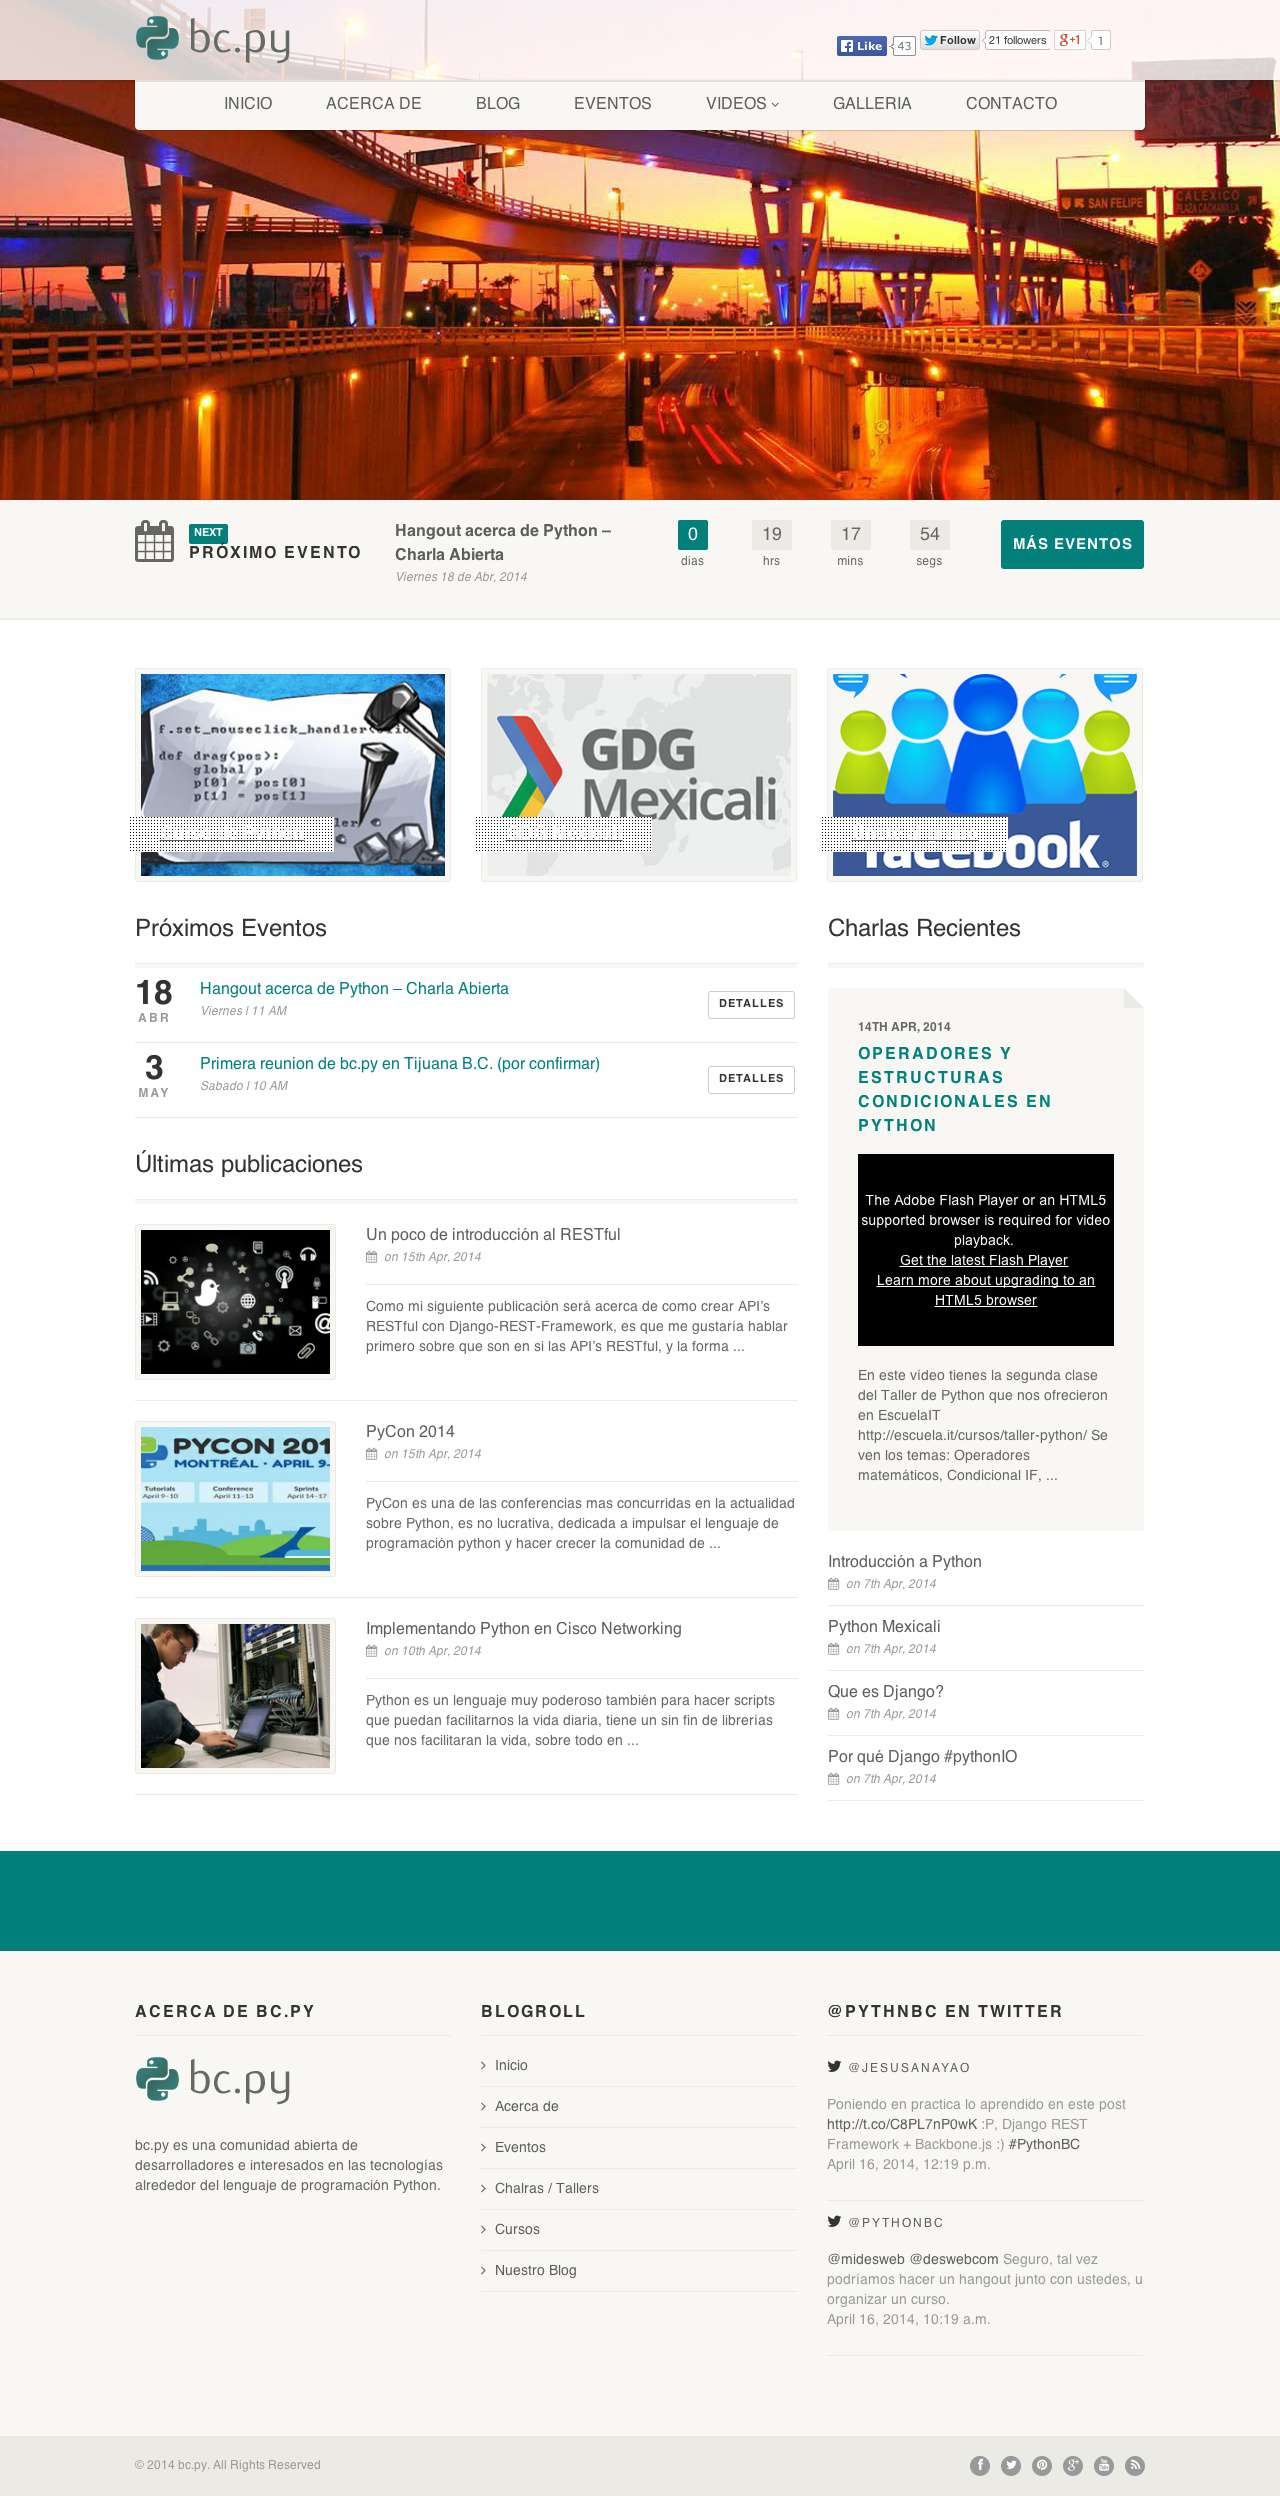 bc.py
Like 43 Follow 21 followers +1 1
INICIO ACERCA DE BLOG EVENTOS VIDEOS GALLERIA CONTACTO
SAN FELIPE
CALEXICO
PLAZA CACHANILLA
NEXT
PRÓXIMO EVENTO
Hangout acerca de Python –
Charla Abierta
Viernes 18 de Abr, 2014
0 19 17 54
dias hrs mins segs
MÁS EVENTOS
f.set_mouseclick_handler(
def drag(pos):
global p
p[0] = pos[0]
p[1] = pos[1]
GDG
Mexicali
facebook
Próximos Eventos
18
ABR
Hangout acerca de Python – Charla Abierta
Viernes | 11 AM
DETALLES
3
MAY
Primera reunion de bc.py en Tijuana B.C. (por confirmar)
Sabado | 10 AM
DETALLES
Últimas publicaciones
Un poco de introducción al RESTful
on 15th Apr, 2014
Como mi siguiente publicación será acerca de como crear API's
RESTful con Django-REST-Framework, es que me gustaría hablar
primero sobre que son en si las API's RESTful, y la forma ...
PYCON 201
MONTRÉAL · APRIL 9-
Tutorials Conference Sprints
April 9-10 April 11-13 April 14-17
PyCon 2014
on 15th Apr, 2014
PyCon es una de las conferencias mas concurridas en la actualidad
sobre Python, es no lucrativa, dedicada a impulsar el lenguaje de
programación python y hacer crecer la comunidad de ...
Implementando Python en Cisco Networking
on 10th Apr, 2014
Python es un lenguaje muy poderoso también para hacer scripts
que puedan facilitarnos la vida diaria, tiene un sin fin de librerías
que nos facilitaran la vida, sobre todo en ...
Charlas Recientes
14TH APR, 2014
OPERADORES Y
ESTRUCTURAS
CONDICIONALES EN
PYTHON
The Adobe Flash Player or an HTML5
supported browser is required for video
playback.
Get the latest Flash Player
Learn more about upgrading to an
HTML5 browser
En este vídeo tienes la segunda clase
del Taller de Python que nos ofrecieron
en EscuelaIT
http://escuela.it/cursos/taller-python/ Se
ven los temas: Operadores
matemáticos, Condicional IF, ...
Introducción a Python
on 7th Apr, 2014
Python Mexicali
on 7th Apr, 2014
Que es Django?
on 7th Apr, 2014
Por qué Django #pythonIO
on 7th Apr, 2014
ACERCA DE BC.PY
bc.py
bc.py es una comunidad abierta de
desarrolladores e interesados en las tecnologías
alrededor del lenguaje de programación Python.
BLOGROLL
Inicio
Acerca de
Eventos
Chalras / Tallers
Cursos
Nuestro Blog
@PYTHNBC EN TWITTER
@JESUSANAYAO
Poniendo en practica lo aprendido en este post
http://t.co/C8PL7nP0wK :P, Django REST
Framework + Backbone.js :) #PythonBC
April 16, 2014, 12:19 p.m.
@PYTHONBC
@midesweb @deswebcom Seguro, tal vez
podríamos hacer un hangout junto con ustedes, u
organizar un curso.
April 16, 2014, 10:19 a.m.
© 2014 bc.py. All Rights Reserved